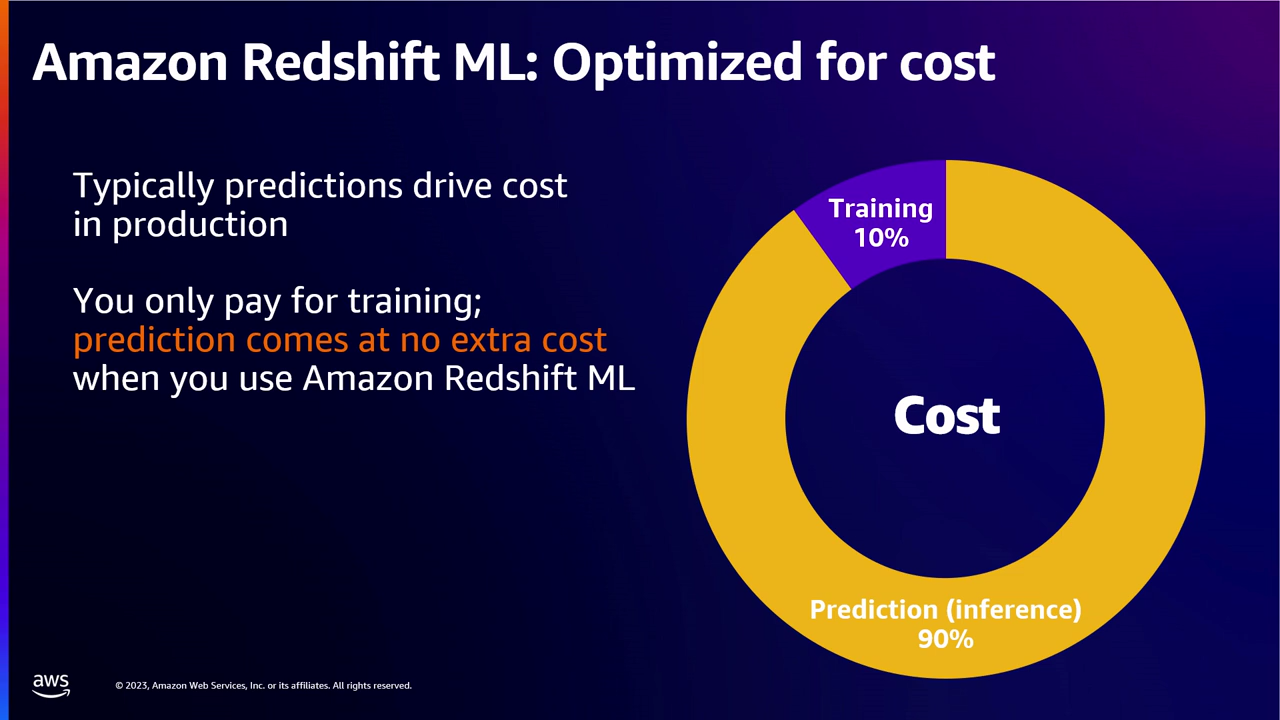 Amazon Redshift ML: Optimized for cost
Typically predictions drive cost
in production
You only pay for training;
prediction comes at no extra cost
when you use Amazon Redshift ML
Training
10%
Cost
Prediction (inference)
90%
aws
© 2023, Amazon Web Services, Inc. or its affiliates. All rights reserved.